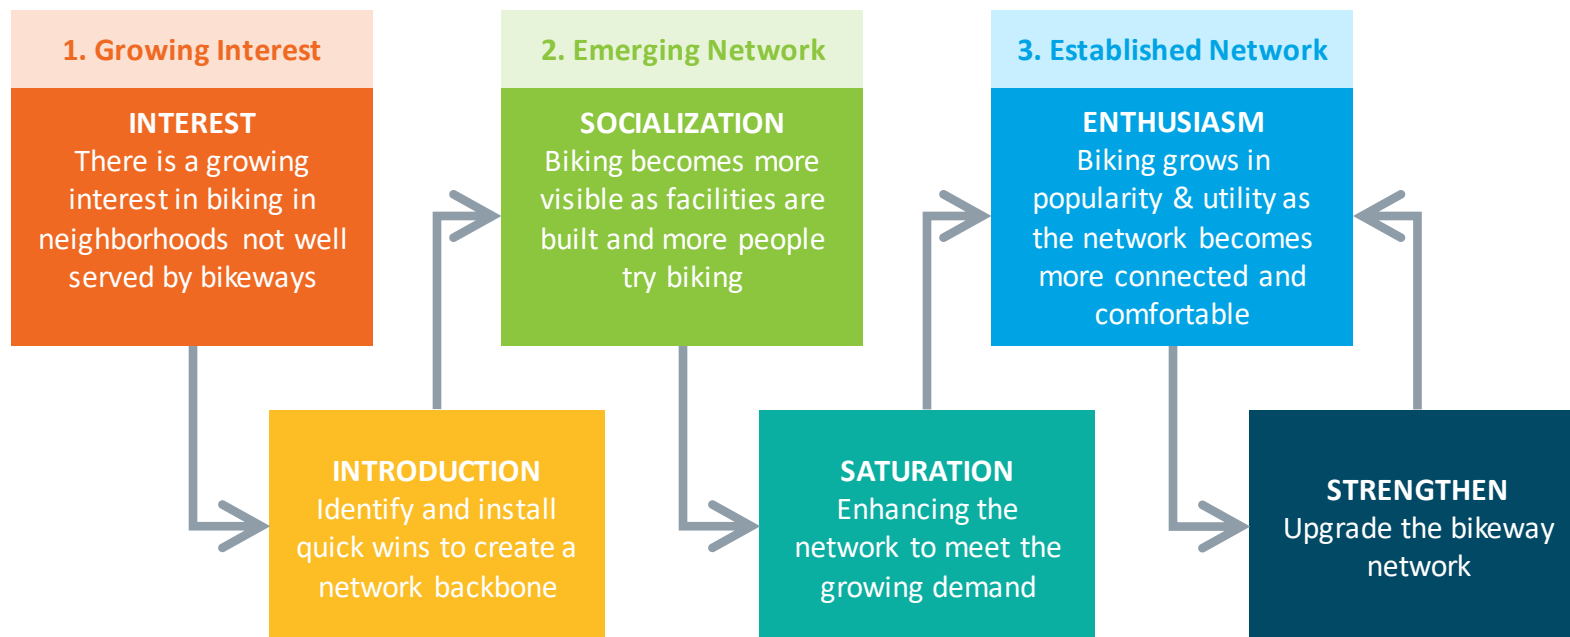 1. Growing Interest
INTEREST
There is a growing
interest in biking in
neighborhoods not well
served by bikeways
2. Emerging Network
SOCIALIZATION
Biking becomes more
visible as facilities are
built and more people
try biking
3. Established Network
ENTHUSIASM
Biking grows in
popularity & utility as
the network becomes
more connected and
comfortable
INTRODUCTION
Identify and install
quick wins to create a
network backbone
SATURATION
Enhancing the
network to meet the
growing demand
STRENGTHEN
Upgrade the bikeway
network